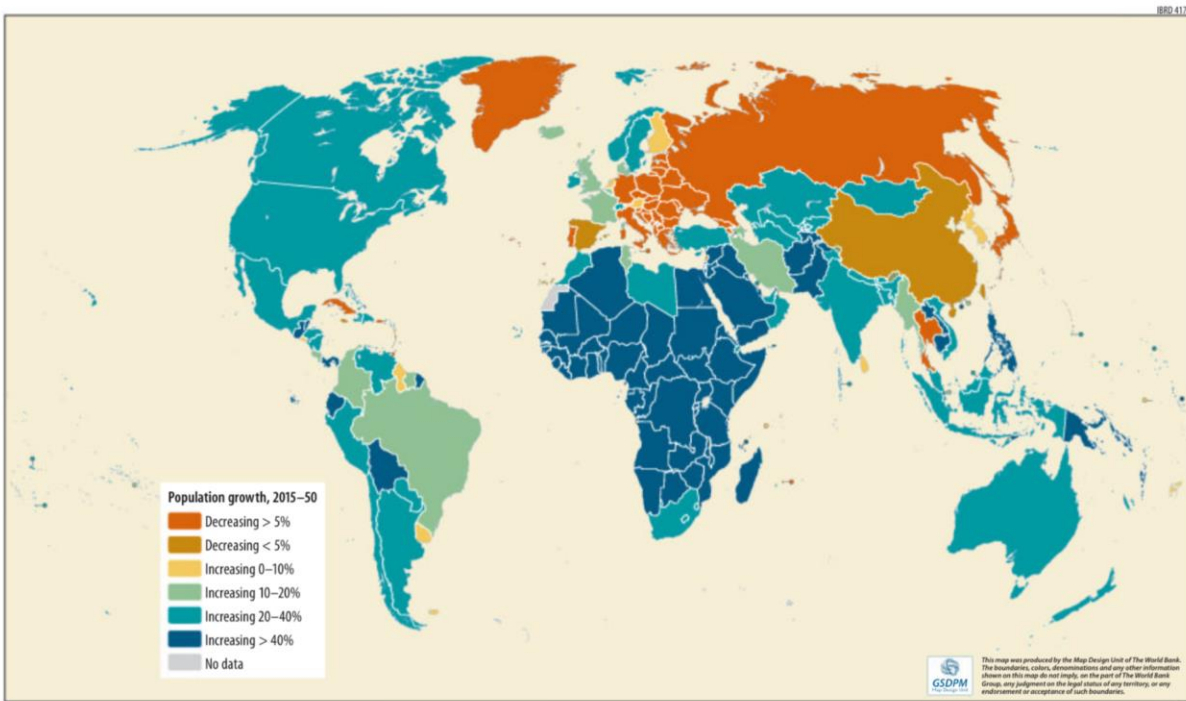 IBRD 417
Population growth, 2015–50
Decreasing > 5%
Decreasing < 5%
Increasing 0–10%
Increasing 10–20%
Increasing 20–40%
Increasing > 40%
No data
GSDPM
Map Design Unit
This map was produced by the Map Design Unit of The World Bank.
The boundaries, colors, denominations and any other information
shown on this map do not imply, on the part of The World Bank
Group, any judgment on the legal status of any territory, or any
endorsement or acceptance of such boundaries.